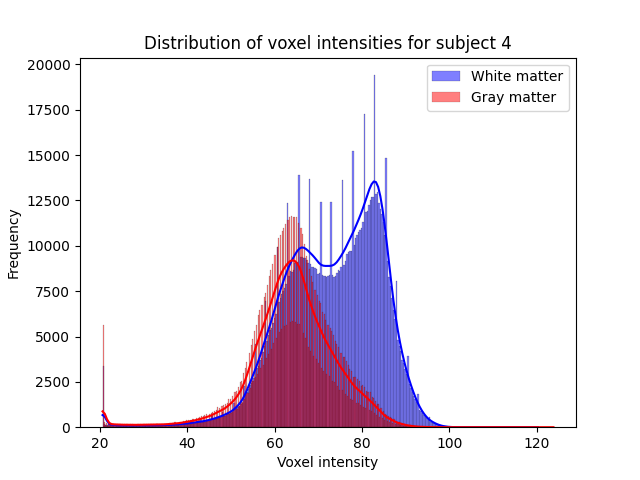 Distribution of voxel intensities for subject 4
White matter
Gray matter
20000
17500
15000
12500
10000
7500
5000
2500
0
Frequency
20 40 60 80 100 120
Voxel intensity